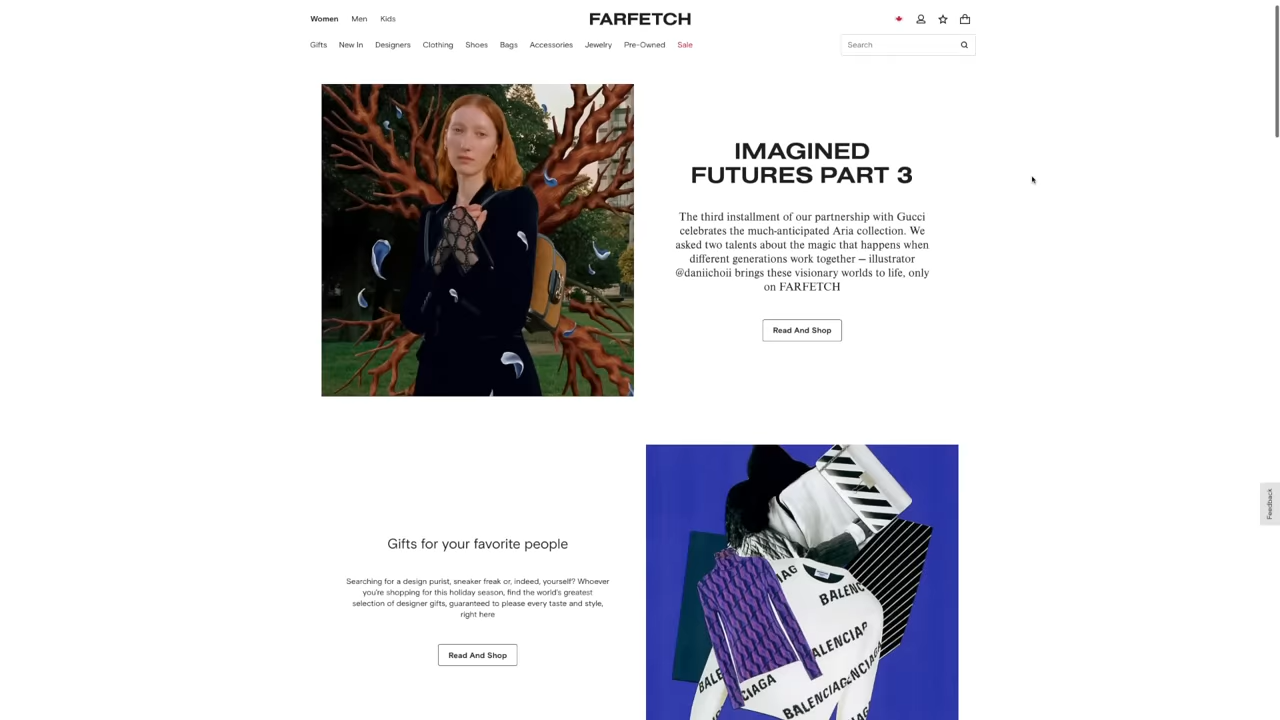 Women Men Kids
FARFETCH
Gifts New In Designers Clothing Shoes Bags Accessories Jewelry Pre-Owned Sale
Search
IMAGINED
FUTURES PART 3
The third installment of our partnership with Gucci
celebrates the much-anticipated Aria collection. We
asked two talents about the magic that happens when
different generations work together – illustrator
@daniichoii brings these visionary worlds to life, only
on FARFETCH
Read And Shop
Feedback
Gifts for your favorite people
Searching for a design purist, sneaker freak or, indeed, yourself? Whoever
you're shopping for this holiday season, find the world's greatest
selection of designer gifts, guaranteed to please every taste and style,
right here
Read And Shop
BALENCIAGA